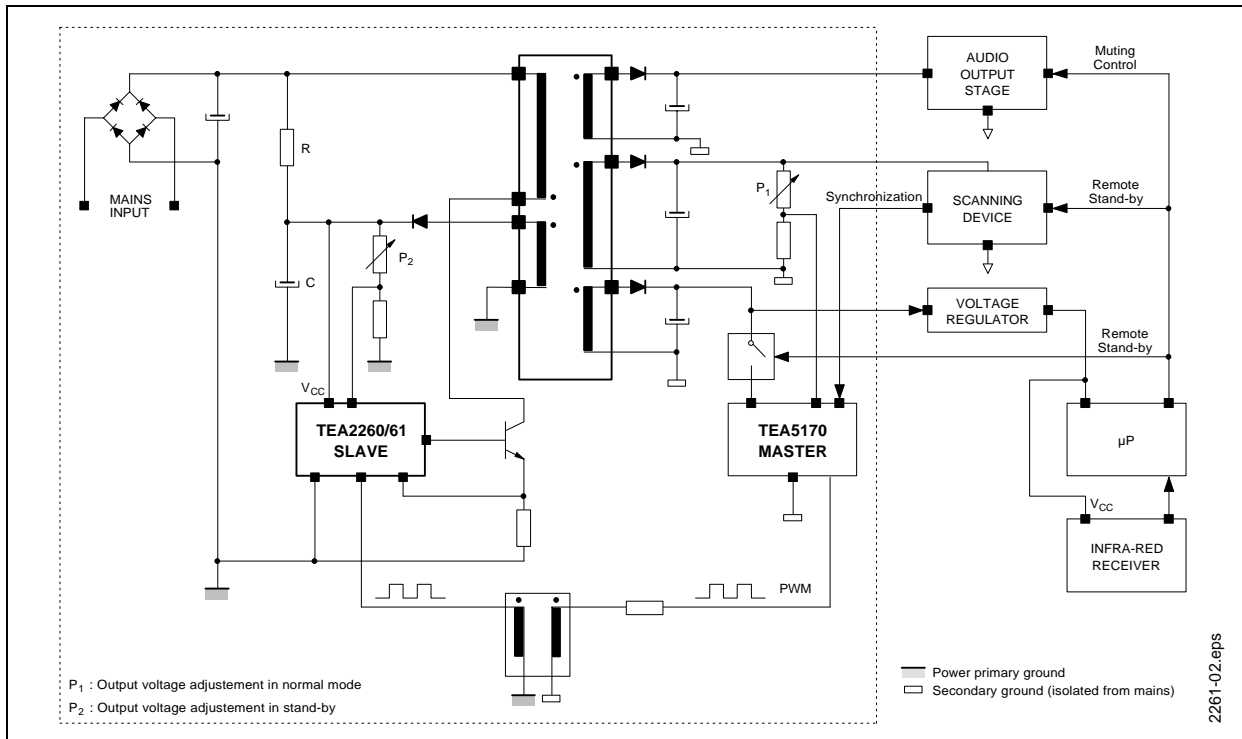 AUDIO
OUTPUT
STAGE
Muting
Control
R
MAINS
INPUT
P1
Synchronization
SCANNING
DEVICE
Remote
Stand-by
P2
C
VOLTAGE
REGULATOR
Remote
Stand-by
VCC
TEA2260/61
SLAVE
TEA5170
MASTER
µP
VCC
INFRA-RED
RECEIVER
PWM
P1 : Output voltage adjustement in normal mode
P2 : Output voltage adjustement in stand-by
Power primary ground
Secondary ground (isolated from mains)
2261-02.eps